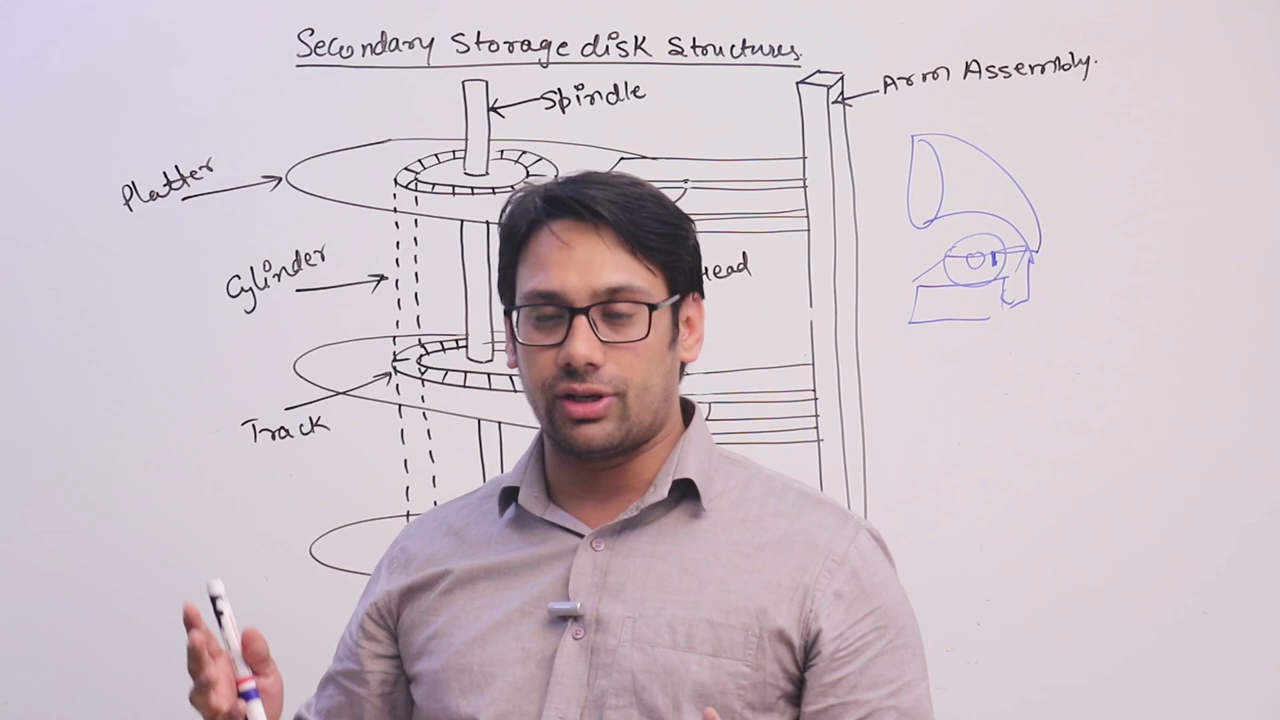 Secondary Storage disk Structures.
Arm Assembly.
Spindle
Platter
Cylinder
Head
Track